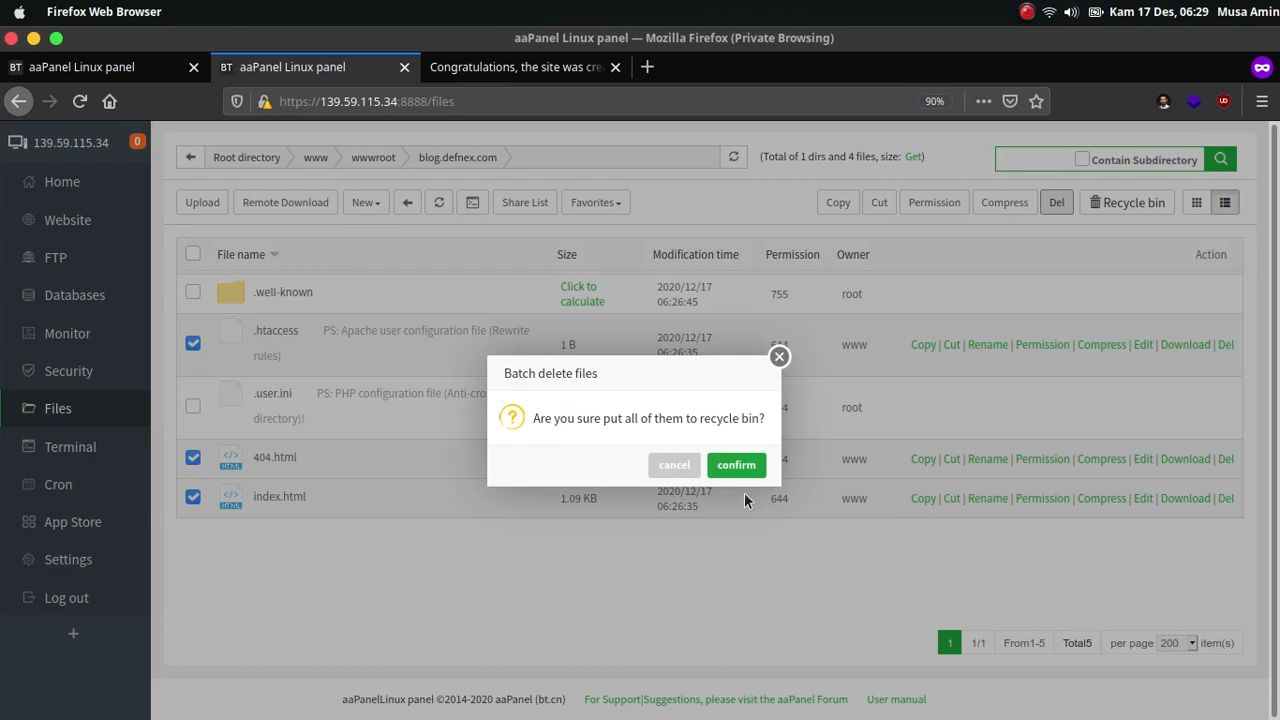 Firefox Web Browser
Kam 17 Des, 06:29 Musa Amin
aaPanel Linux panel — Mozilla Firefox (Private Browsing)
BT aaPanel Linux panel
BT aaPanel Linux panel
Congratulations, the site was cre
https://139.59.115.34:8888/files
90%
139.59.115.34
0
Home
Website
FTP
Databases
Monitor
Security
Files
Terminal
Cron
App Store
Settings
Log out
Root directory
www
wwwroot
blog.defnex.com
(Total of 1 dirs and 4 files, size: Get)
Contain Subdirectory
Upload
Remote Download
New
Share List
Favorites
Copy
Cut
Permission
Compress
Del
Recycle bin
File name
Size
Modification time
Permission
Owner
Action
.well-known
Click to
calculate
2020/12/17
06:26:45
755
root
.htaccess PS: Apache user configuration file (Rewrite
rules)
1 B
2020/12/17
06:26:35
www
Copy | Cut | Rename | Permission | Compress | Edit | Download | Del
.user.ini PS: PHP configuration file (Anti-cro
directory)!
4
root
404.html
4
www
Copy | Cut | Rename | Permission | Compress | Edit | Download | Del
index.html
1.09 KB
2020/12/17
06:26:35
644
www
Copy | Cut | Rename | Permission | Compress | Edit | Download | Del
Batch delete files
Are you sure put all of them to recycle bin?
cancel
confirm
1
1/1
From1-5
Total5
per page
200
item(s)
aaPanelLinux panel ©2014-2020 aaPanel (bt.cn)
For Support|Suggestions, please visit the aaPanel Forum
User manual